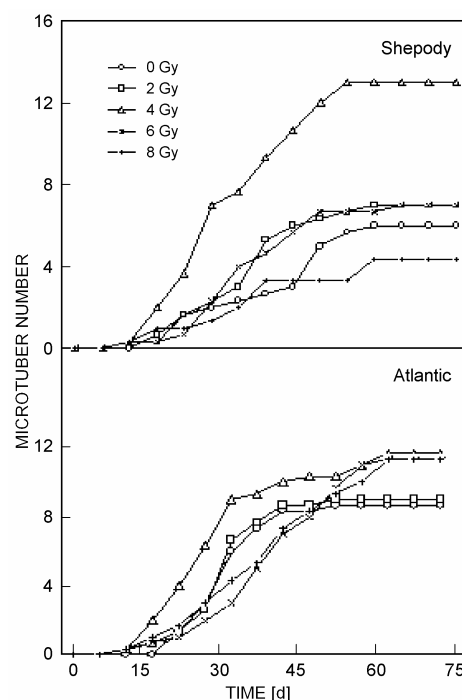 16
Shepody
0 Gy
2 Gy
12
4 Gy
6 Gy
8 Gy
8
4
0
MICROTUBER NUMBER
Atlantic
12
8
4
0
0 15 30 45 60 75
TIME [d]